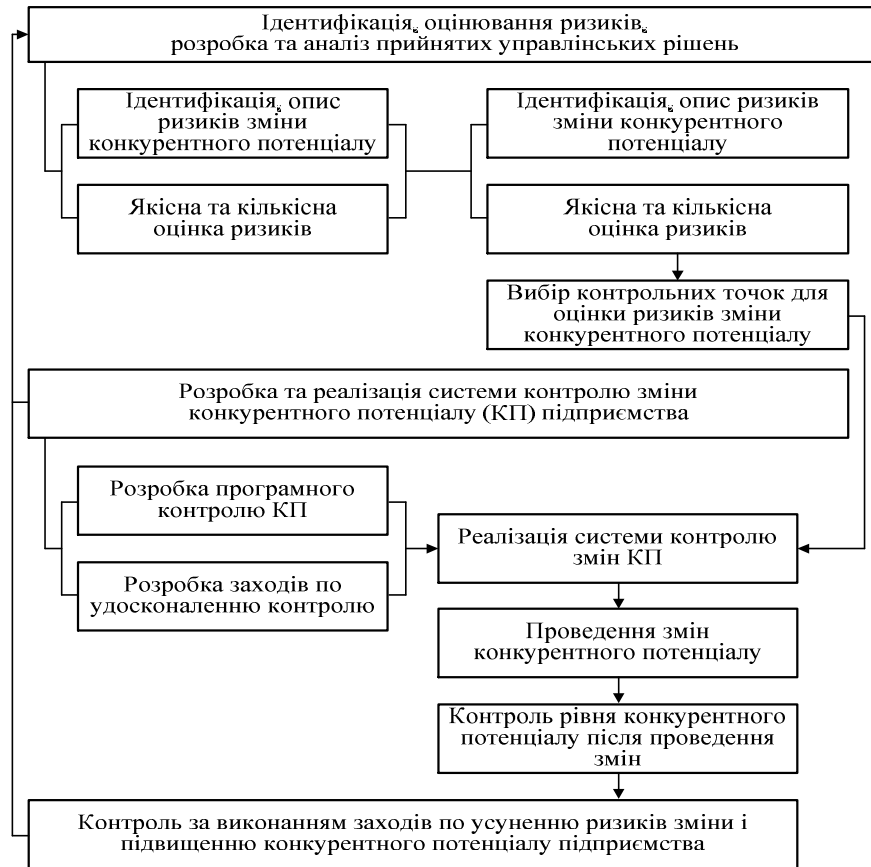 Ідентифікація, оцінювання ризиків,
розробка та аналіз прийнятих управлінських рішень
Ідентифікація, опис
ризиків зміни
конкурентного потенціалу
Ідентифікація, опис ризиків
зміни конкурентного
потенціалу
Якісна та кількісна
оцінка ризиків
Якісна та кількісна
оцінка ризиків
Вибір контрольних точок для
оцінки ризиків зміни
конкурентного потенціалу
Розробка та реалізація системи контролю зміни
конкурентного потенціалу (КП) підприємства
Розробка програмного
контролю КП
Реалізація системи контролю
змін КП
Розробка заходів по
удосконаленню контролю
Проведення змін
конкурентного потенціалу
Контроль рівня конкурентного
потенціалу після проведення
змін
Контроль за виконанням заходів по усуненню ризиків зміни і
підвищенню конкурентного потенціалу підприємства